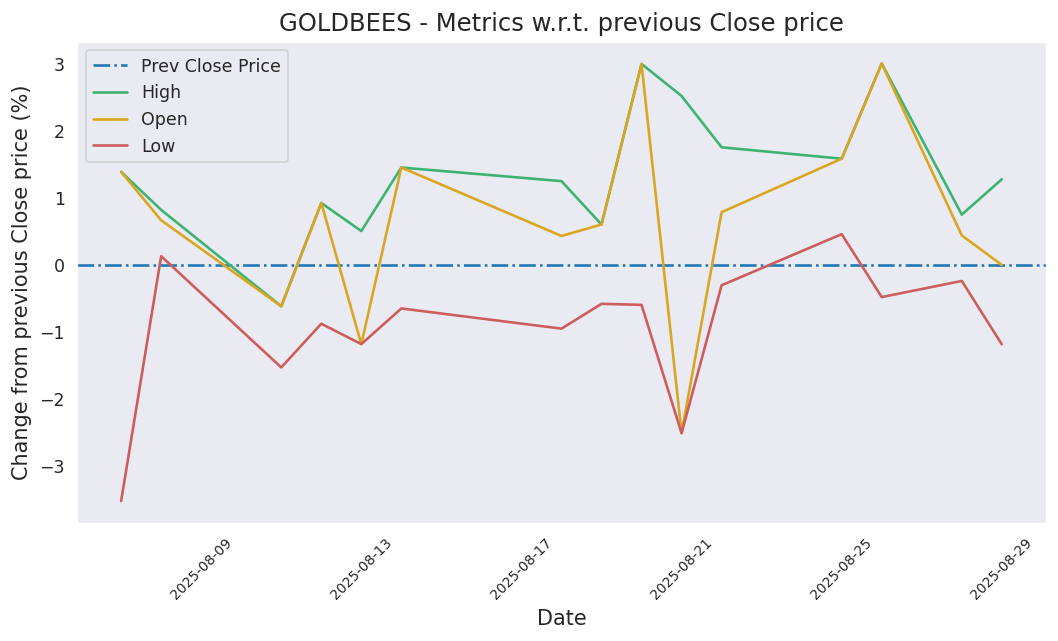 GOLDBEES - Metrics w.r.t. previous Close price
Prev Close Price
High
Open
Low
Change from previous Close price (%)
3
2
1
0
−1
−2
−3
2025-08-09
2025-08-13
2025-08-17
2025-08-21
2025-08-25
2025-08-29
Date